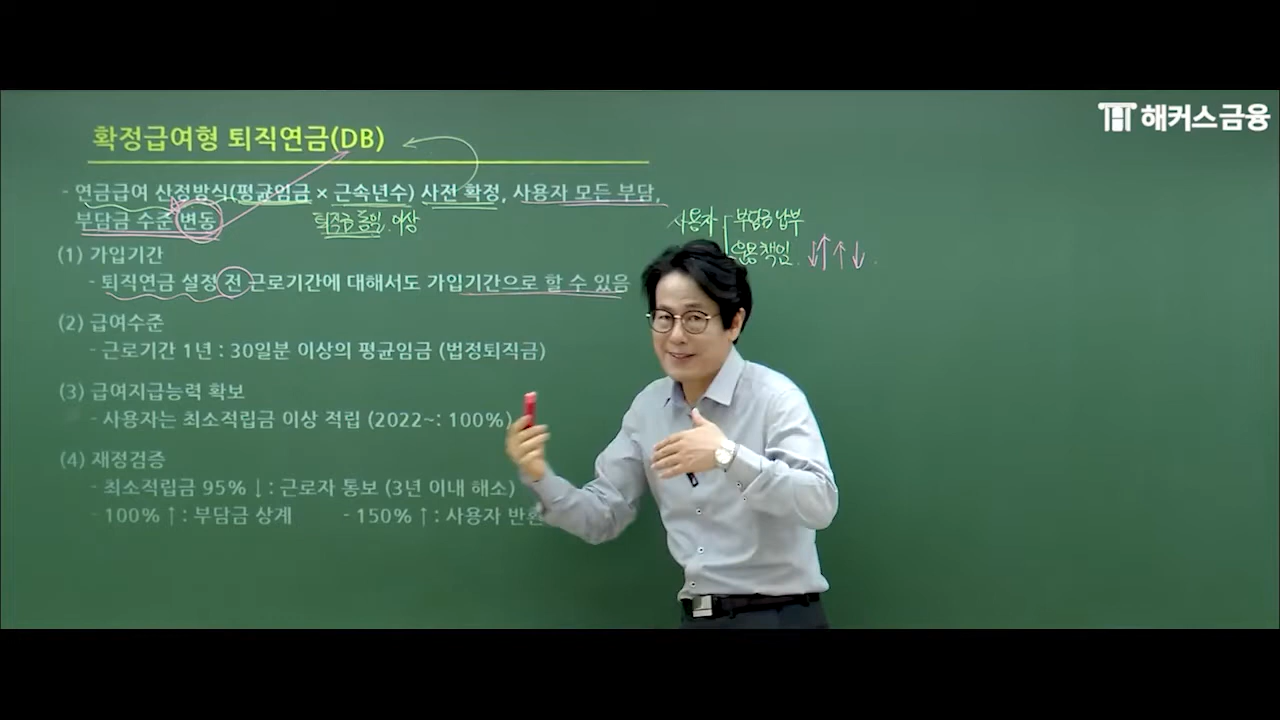 해커스금융
확정급여형 퇴직연금(DB)
- 연금급여 산정방식(평균임금 × 근속년수) 사전 확정, 사용자 모든 부담,
부담금 수준 변동
퇴직금 동일. 이상
사용자 부담금 납부
운용책임
(1) 가입기간
- 퇴직연금 설정 전 근로기간에 대해서도 가입기간으로 할 수 있음
(2) 급여수준
- 근로기간 1년 : 30일분 이상의 평균임금 (법정퇴직금)
(3) 급여지급능력 확보
- 사용자는 최소적립금 이상 적립 (2022~: 100%)
(4) 재정검증
- 최소적립금 95% ↓ : 근로자 통보 (3년 이내 해소)
- 100% ↑ : 부담금 상계 - 150% ↑ : 사용자 반환